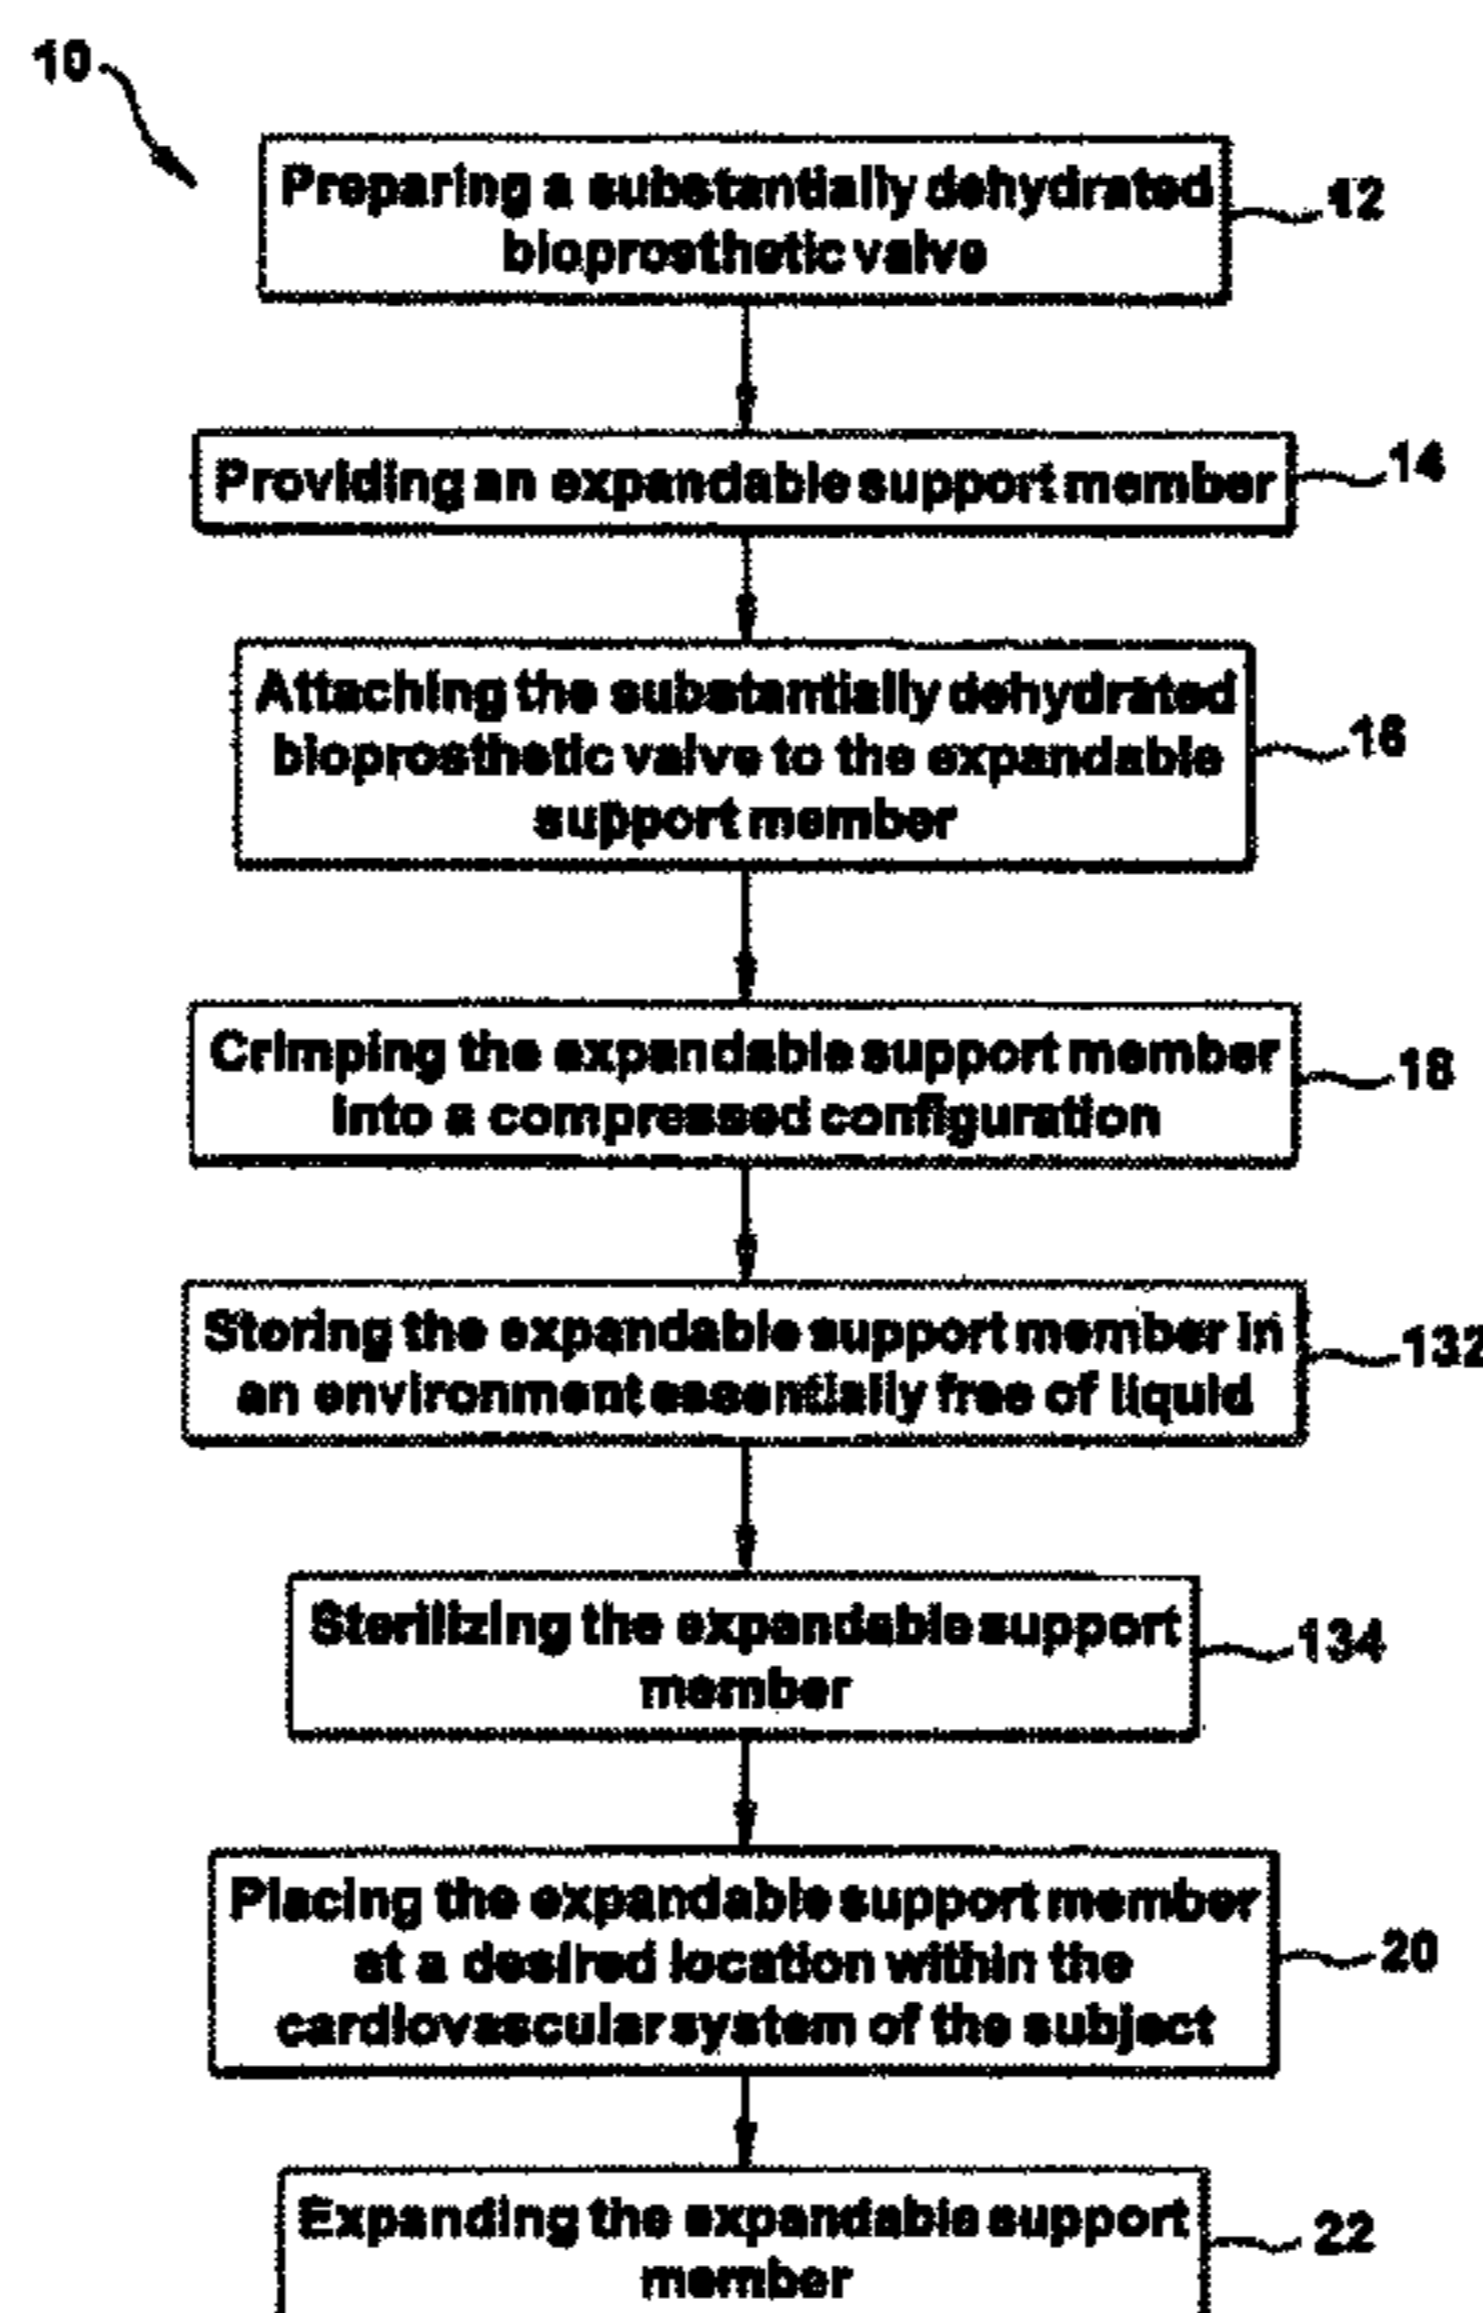 10
Preparing a substantially dehydrated
bioprosthetic valve
12
Providing an expandable support member
14
Attaching the substantially dehydrated
bioprosthetic valve to the expandable
support member
16
Crimping the expandable support member
into a compressed configuration
18
Storing the expandable support member in
an environment essentially free of liquid
132
Sterilizing the expandable support
member
134
Placing the expandable support member
at a desired location within the
cardiovascular system of the subject
20
Expanding the expandable support
member
22